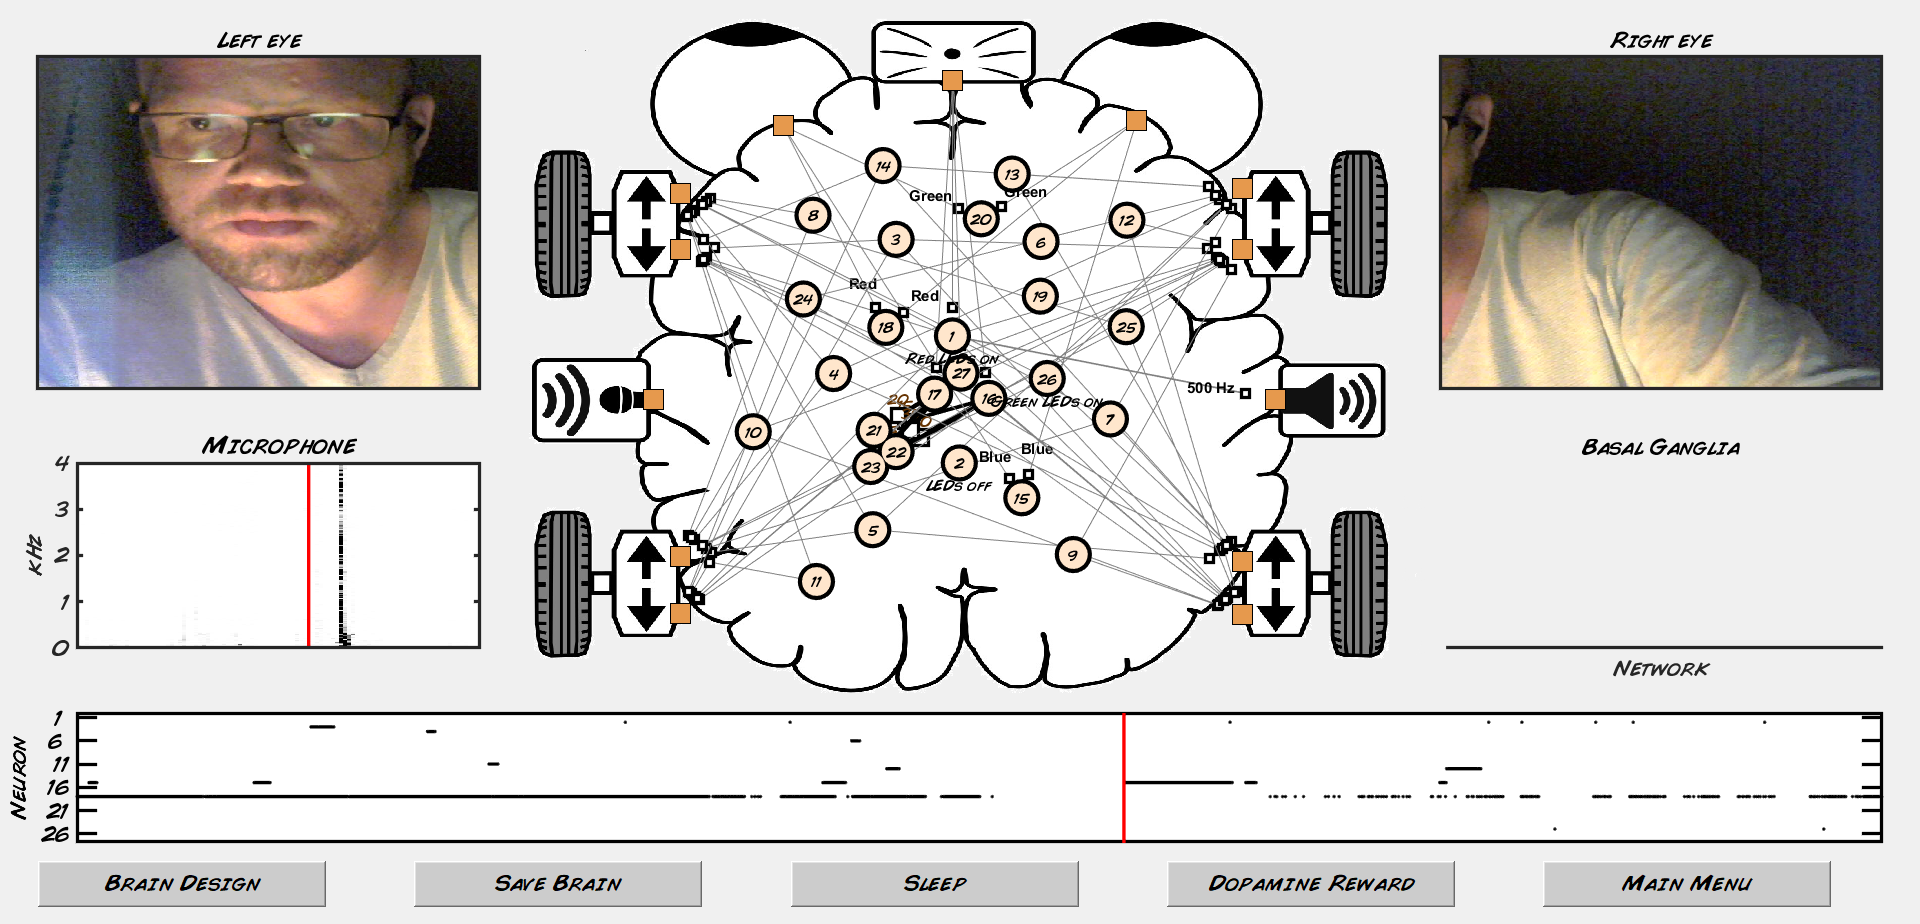 Left eye
Right eye
14
13
Green
Green
8
20
12
3
6
Red
Red
24
19
18
1
25
Red LEDs on
4
27
26
500 Hz
17
16
Green LEDs on
20
7
10
21
22
Blue
Blue
23
2
LEDs off
15
5
9
11
Microphone
kHz
4
3
2
1
0
Basal Ganglia
Network
Neuron
1
6
11
16
21
26
Brain Design
Save Brain
Sleep
Dopamine Reward
Main Menu